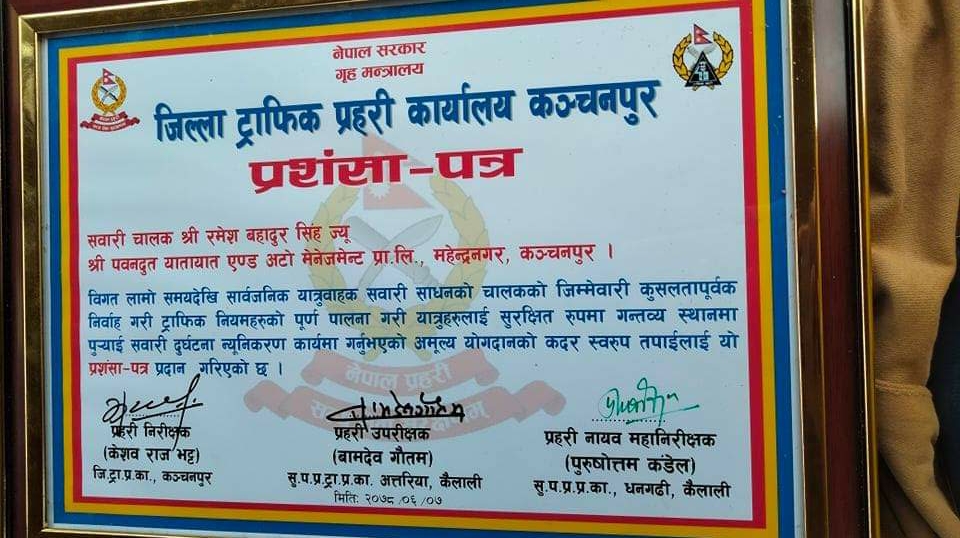 नेपाल सरकार
गृह मन्त्रालय
जिल्ला ट्राफिक प्रहरी कार्यालय कञ्चनपुर
प्रशंसा-पत्र
सवारी चालक श्री रमेश बहादुर सिंह ज्यू
श्री पवनदुत यातायात एण्ड अटो मेनेजमेन्ट प्रा.लि., महेन्द्रनगर, कञ्चनपुर ।
विगत लामो समयदेखि सार्वजनिक यात्रुवाहक सवारी साधनको चालकको जिम्मेवारी कुसलतापूर्वक
निर्वाह गरी ट्राफिक नियमहरुको पूर्ण पालना गरी यात्रुहरुलाई सुरक्षित रुपमा गन्तव्य स्थानमा
पुऱ्याई सवारी दुर्घटना न्यूनिकरण कार्यमा गर्नुभएको अमूल्य योगदानको कदर स्वरुप तपाईलाई यो
प्रशंसा-पत्र प्रदान गरिएको छ ।
नेपाल प्रहरी
प्रहरी निरीक्षक
(केशव राज भट्ट)
जि.ट्रा.प्र.का., कञ्चनपुर
प्रहरी उपरीक्षक
(बामदेव गौतम)
सु.प.प्र.ट्रा.प्र.का. अत्तरिया, कैलाली
मिति: २०७८/०६/०७
प्रहरी नायव महानिरीक्षक
(पुरुषोत्तम कंडेल)
सु.प.प्र.प्र.का., धनगढी, कैलाली